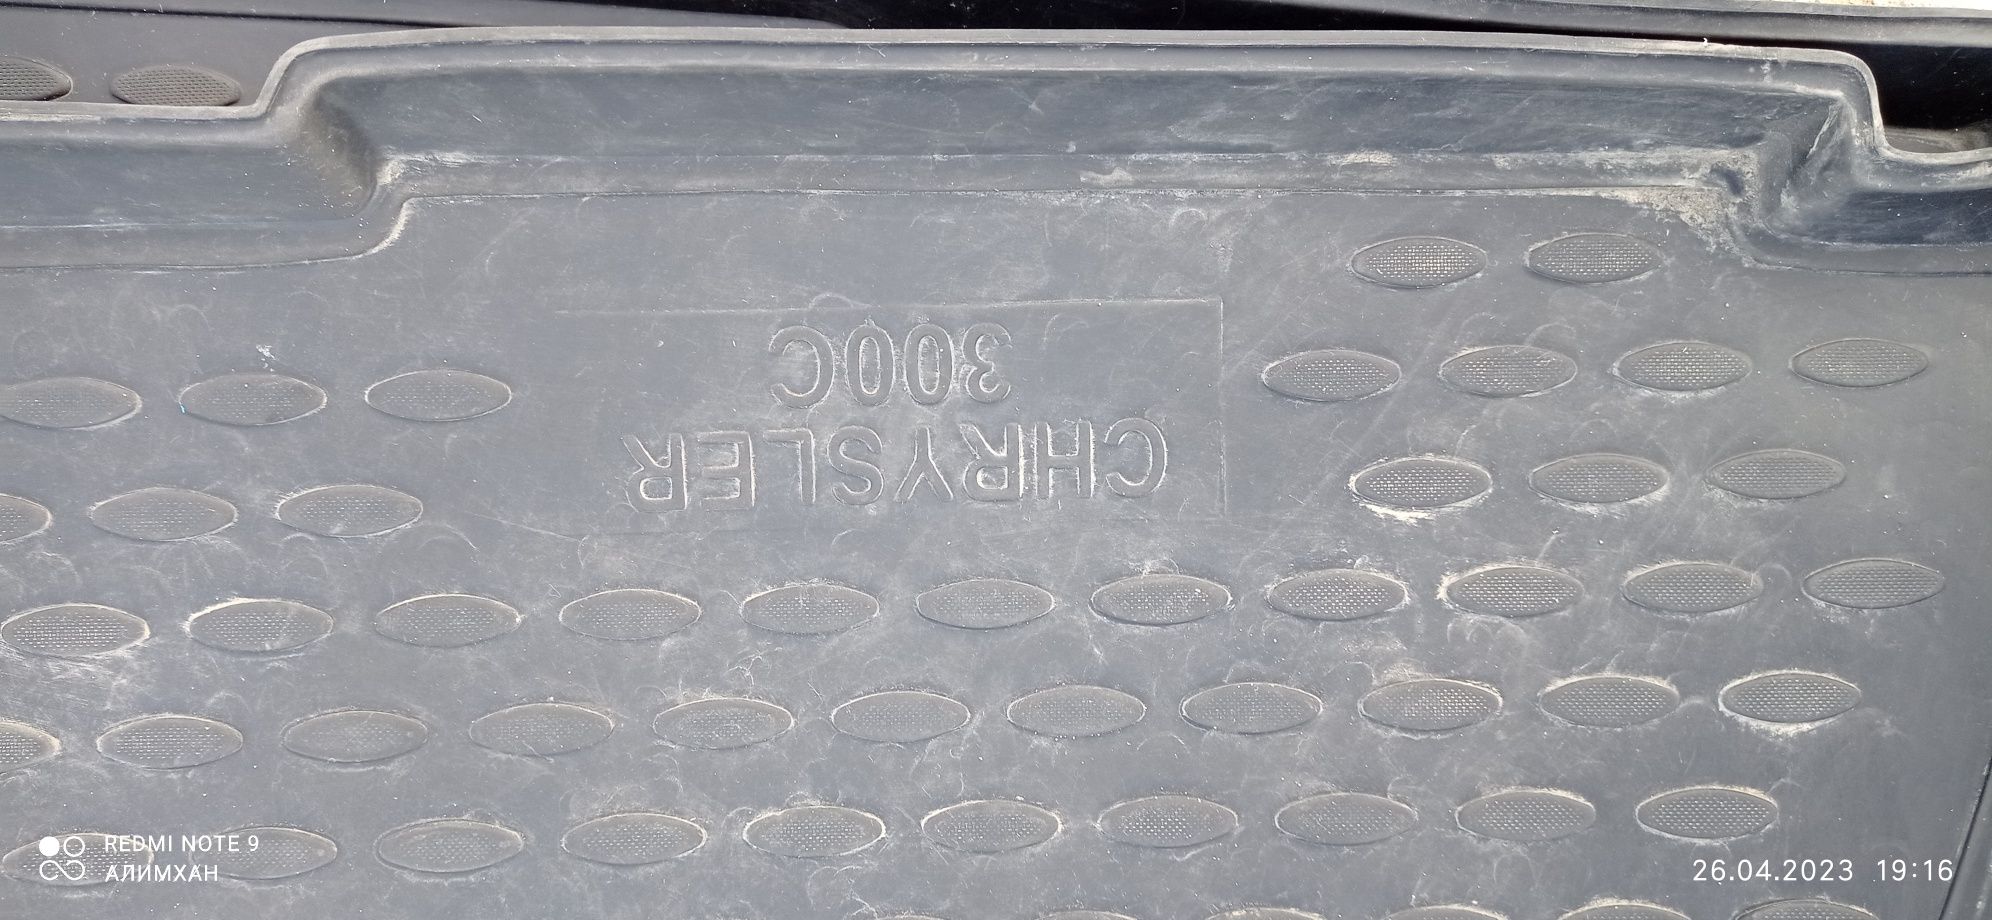 CHRYSLER
300C
REDMI NOTE 9
АЛИМХАН
26.04.2023 19:16